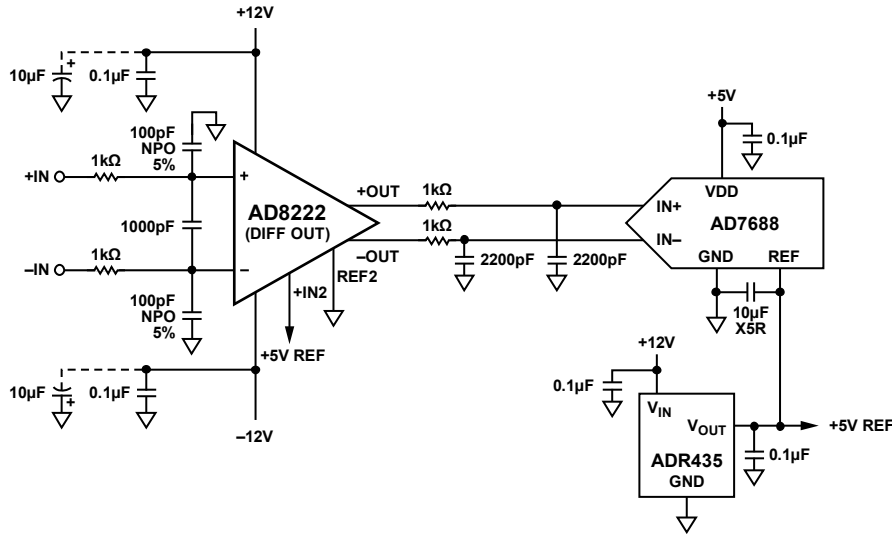 +12V
10µF
+
0.1µF
100pF
NPO
5%
+IN
1kΩ
+
1000pF
AD8222
(DIFF OUT)
–IN
1kΩ
–
100pF
NPO
5%
+OUT
1kΩ
–OUT
1kΩ
2200pF
2200pF
REF2
+IN2
+5V REF
10µF
+
0.1µF
–12V
+5V
0.1µF
VDD
IN+
AD7688
IN–
GND
REF
10µF
X5R
+12V
0.1µF
VIN
VOUT
+5V REF
ADR435
0.1µF
GND